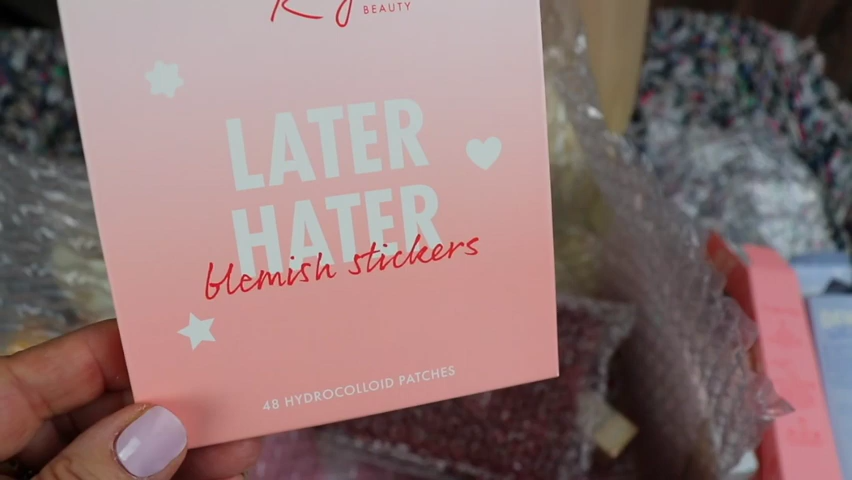 BEAUTY
LATER
HATER
blemish stickers
48 HYDROCOLLOID PATCHES